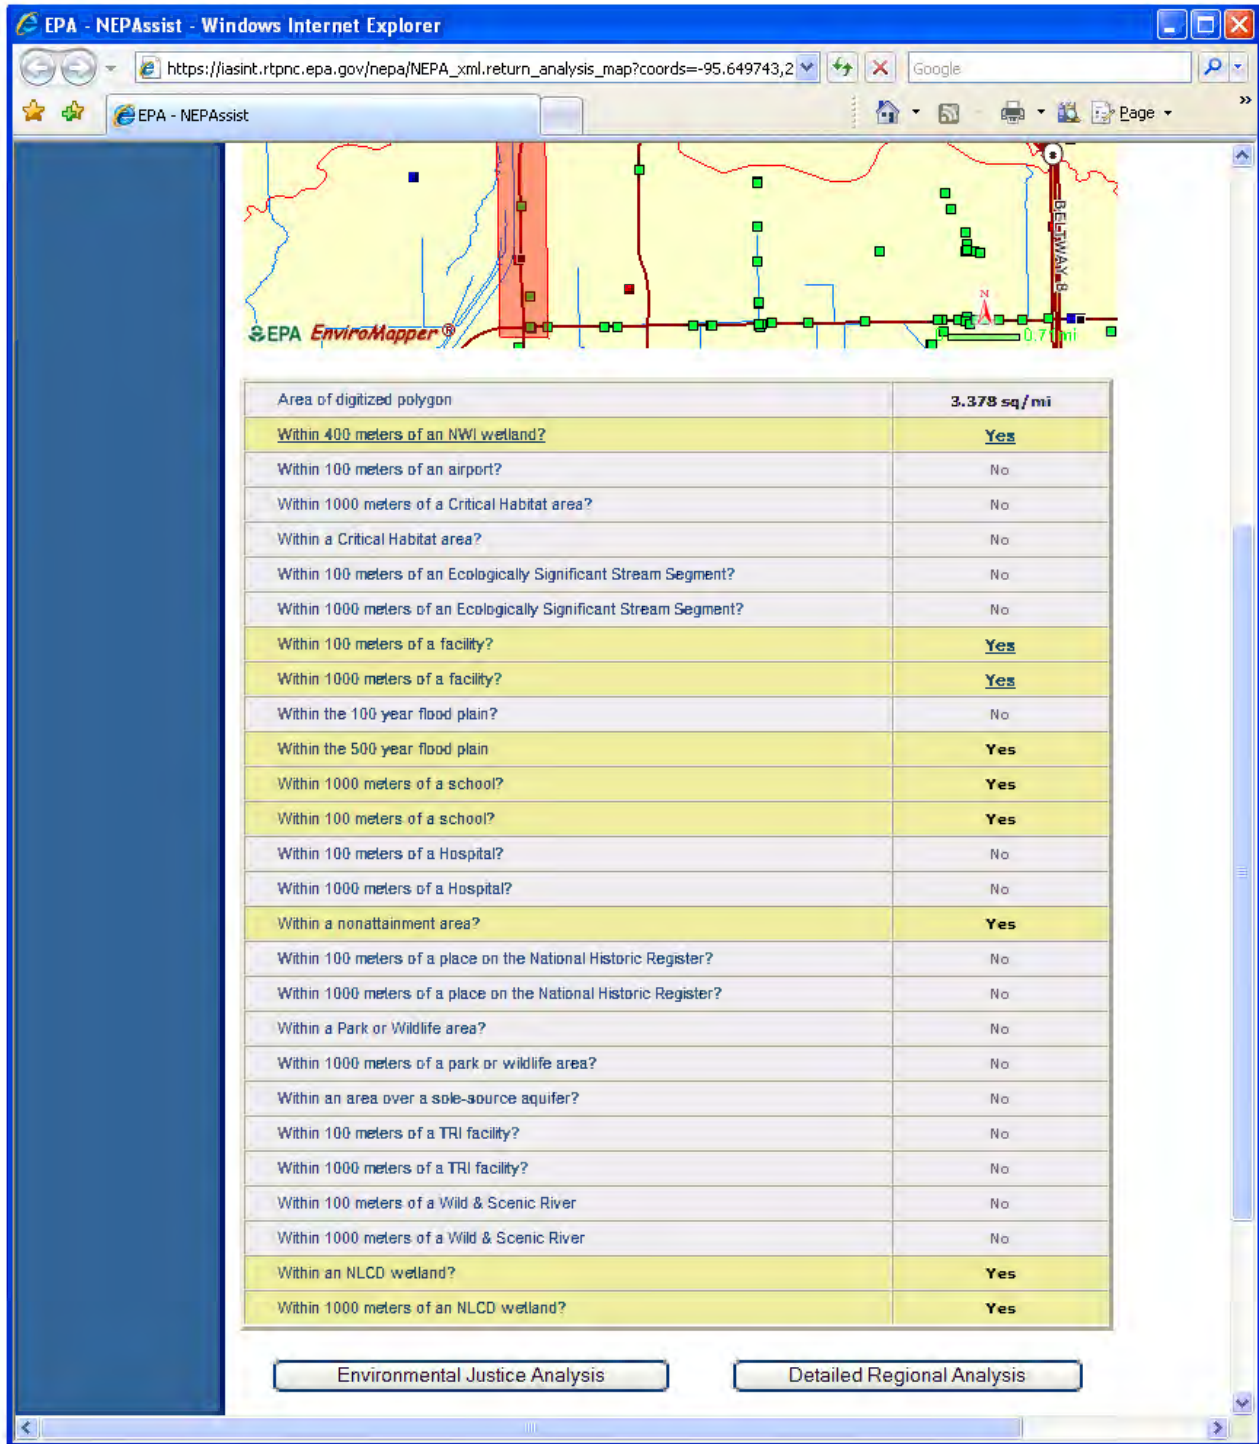 EPA - NEPAssist - Windows Internet Explorer
https://iasint.rtpnc.epa.gov/nepa/NEPA_xml.return_analysis_map?coords=-95.649743,2
Google
EPA - NEPAssist
Page
»
BELTWAY 8
N
EPA EnviroMapper ®
0 0.71 mi
Area of digitized polygon 3.378 sq/mi
Within 400 meters of an NWI wetland? Yes
Within 100 meters of an airport? No
Within 1000 meters of a Critical Habitat area? No
Within a Critical Habitat area? No
Within 100 meters of an Ecologically Significant Stream Segment? No
Within 1000 meters of an Ecologically Significant Stream Segment? No
Within 100 meters of a facility? Yes
Within 1000 meters of a facility? Yes
Within the 100 year flood plain? No
Within the 500 year flood plain Yes
Within 1000 meters of a school? Yes
Within 100 meters of a school? Yes
Within 100 meters of a Hospital? No
Within 1000 meters of a Hospital? No
Within a nonattainment area? Yes
Within 100 meters of a place on the National Historic Register? No
Within 1000 meters of a place on the National Historic Register? No
Within a Park or Wildlife area? No
Within 1000 meters of a park or wildlife area? No
Within an area over a sole-source aquifer? No
Within 100 meters of a TRI facility? No
Within 1000 meters of a TRI facility? No
Within 100 meters of a Wild & Scenic River No
Within 1000 meters of a Wild & Scenic River No
Within an NLCD wetland? Yes
Within 1000 meters of an NLCD wetland? Yes
Environmental Justice Analysis Detailed Regional Analysis